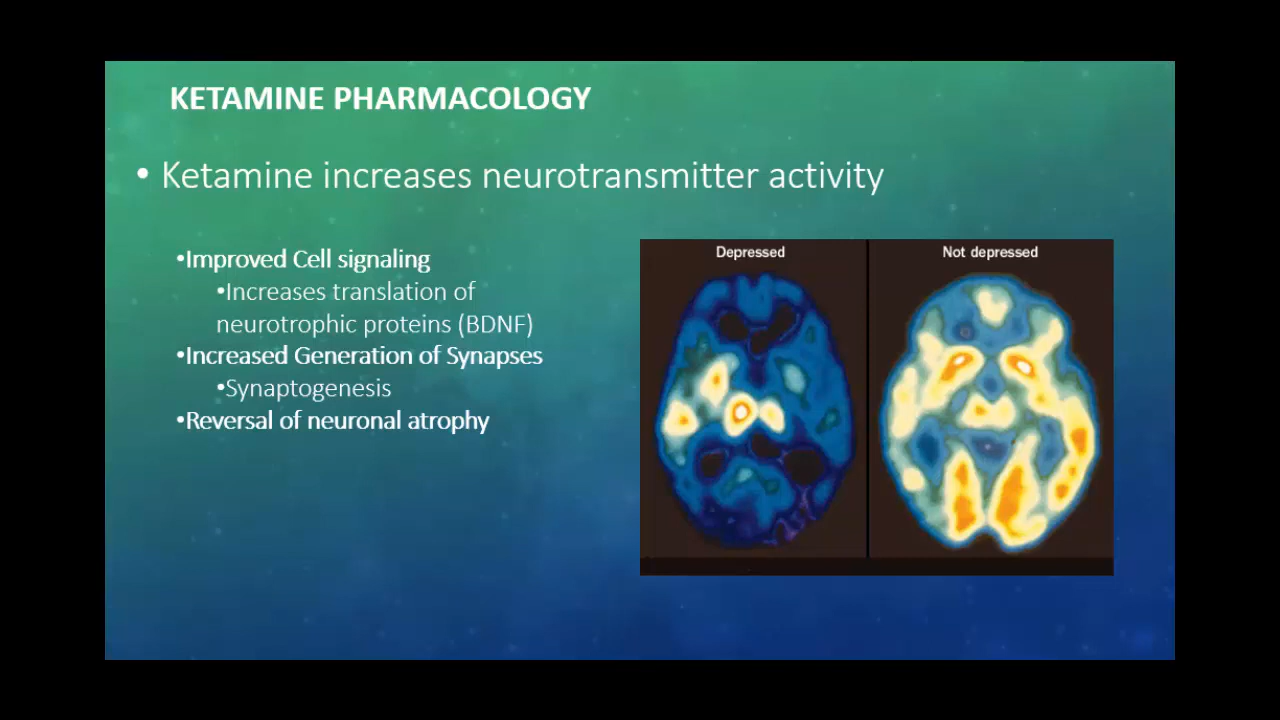 KETAMINE PHARMACOLOGY
• Ketamine increases neurotransmitter activity
•Improved Cell signaling
•Increases translation of
neurotrophic proteins (BDNF)
•Increased Generation of Synapses
•Synaptogenesis
•Reversal of neuronal atrophy
Depressed
Not depressed